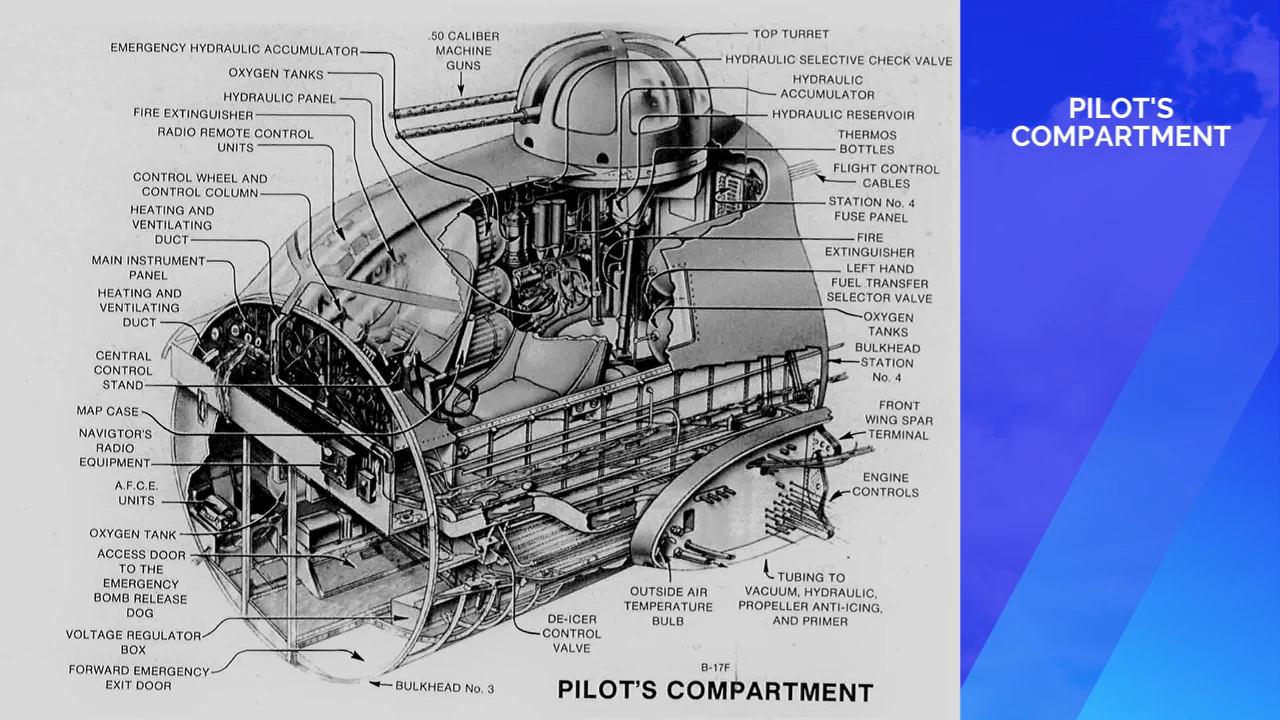 EMERGENCY HYDRAULIC ACCUMULATOR
OXYGEN TANKS
HYDRAULIC PANEL
FIRE EXTINGUISHER
RADIO REMOTE CONTROL
UNITS
CONTROL WHEEL AND
CONTROL COLUMN
HEATING AND
VENTILATING
DUCT
MAIN INSTRUMENT
PANEL
HEATING AND
VENTILATING
DUCT
CENTRAL
CONTROL
STAND
MAP CASE
NAVIGTOR'S
RADIO
EQUIPMENT
A.F.C.E.
UNITS
OXYGEN TANK
ACCESS DOOR
TO THE
EMERGENCY
BOMB RELEASE
DOG
VOLTAGE REGULATOR
BOX
FORWARD EMERGENCY
EXIT DOOR
.50 CALIBER
MACHINE
GUNS
TOP TURRET
HYDRAULIC SELECTIVE CHECK VALVE
HYDRAULIC
ACCUMULATOR
HYDRAULIC RESERVOIR
THERMOS
BOTTLES
FLIGHT CONTROL
CABLES
STATION No. 4
FUSE PANEL
FIRE
EXTINGUISHER
LEFT HAND
FUEL TRANSFER
SELECTOR VALVE
OXYGEN
TANKS
BULKHEAD
STATION
No. 4
FRONT
WING SPAR
TERMINAL
ENGINE
CONTROLS
TUBING TO
VACUUM, HYDRAULIC,
PROPELLER ANTI-ICING,
AND PRIMER
OUTSIDE AIR
TEMPERATURE
BULB
DE-ICER
CONTROL
VALVE
BULKHEAD No. 3
B-17F
PILOT'S COMPARTMENT
PILOT'S
COMPARTMENT